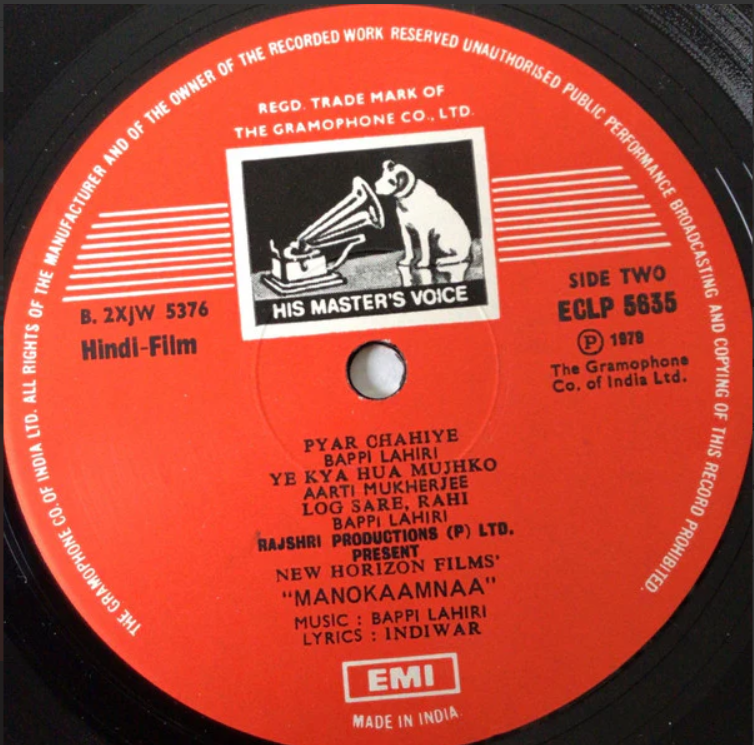 THE GRAMOPHONE CO. OF INDIA LTD. ALL RIGHTS OF THE MANUFACTURER AND OF THE OWNER OF THE RECORDED WORK RESERVED UNAUTHORISED PUBLIC PERFORMANCE BROADCASTING AND COPYING OF THIS RECORD PROHIBITED.
REGD. TRADE MARK OF
THE GRAMOPHONE CO., LTD.
HIS MASTER'S VOICE
B. 2XJW 5376
Hindi-Film
SIDE TWO
ECLP 5635
Ⓟ 1979
The Gramophone
Co. of India Ltd.
PYAR CHAHIYE
BAPPI LAHIRI
YE KYA HUA MUJHKO
AARTI MUKHERJEE
LOG SARE, RAHI
BAPPI LAHIRI
RAJSHRI PRODUCTIONS (P) LTD.
PRESENT
NEW HORIZON FILMS'
"MANOKAAMNAA"
MUSIC : BAPPI LAHIRI
LYRICS : INDIWAR
EMI
MADE IN INDIA.